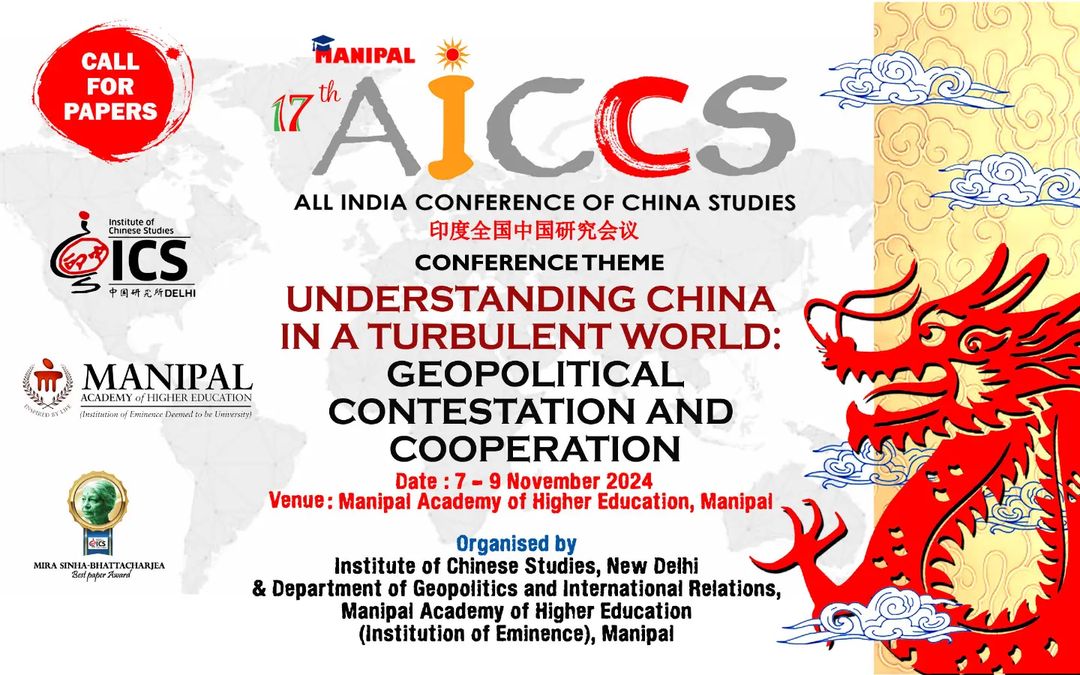 CALL
FOR
PAPERS
MANIPAL
17th
AiCCS
ALL INDIA CONFERENCE OF CHINA STUDIES
印度全国中国研究会议
CONFERENCE THEME
UNDERSTANDING CHINA
IN A TURBULENT WORLD:
GEOPOLITICAL
CONTESTATION AND
COOPERATION
Date : 7 - 9 November 2024
Venue : Manipal Academy of Higher Education, Manipal
Organised by
Institute of Chinese Studies, New Delhi
& Department of Geopolitics and International Relations,
Manipal Academy of Higher Education
(Institution of Eminence), Manipal
Institute of
Chinese Studies
ICS
中国研究所DELHI
MANIPAL
ACADEMY of HIGHER EDUCATION
(Institution of Eminence Deemed to be University)
INSPIRED BY LIFE
ICS
MIRA SINHA-BHATTACHARJEA
Best paper Award